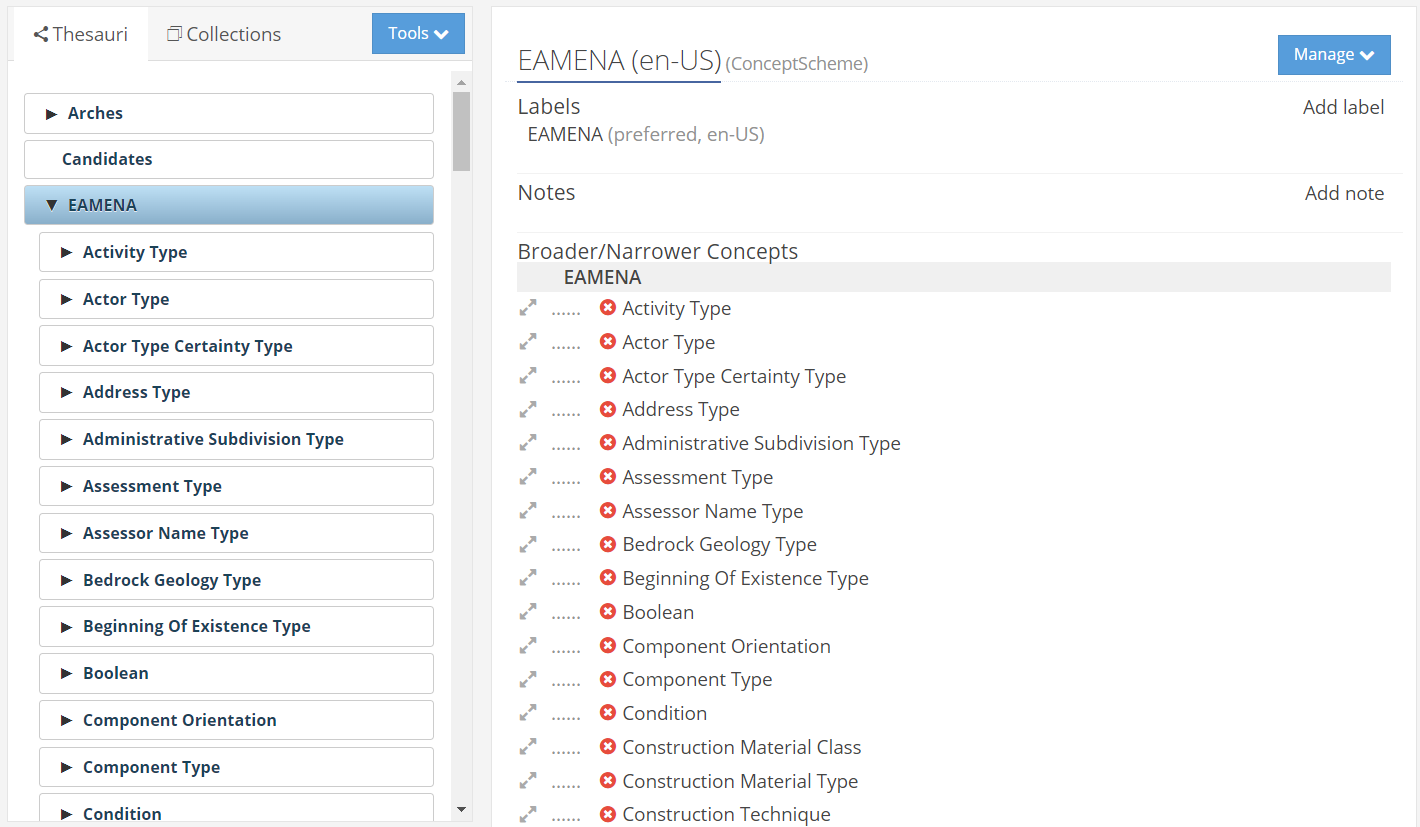 Thesauri
Collections
Tools
Arches
Candidates
EAMENA
Activity Type
Actor Type
Actor Type Certainty Type
Address Type
Administrative Subdivision Type
Assessment Type
Assessor Name Type
Bedrock Geology Type
Beginning Of Existence Type
Boolean
Component Orientation
Component Type
Condition
EAMENA (en-US) (ConceptScheme)
Manage
Labels
Add label
EAMENA (preferred, en-US)
Notes
Add note
Broader/Narrower Concepts
EAMENA
...... Activity Type
...... Actor Type
...... Actor Type Certainty Type
...... Address Type
...... Administrative Subdivision Type
...... Assessment Type
...... Assessor Name Type
...... Bedrock Geology Type
...... Beginning Of Existence Type
...... Boolean
...... Component Orientation
...... Component Type
...... Condition
...... Construction Material Class
...... Construction Material Type
...... Construction Technique